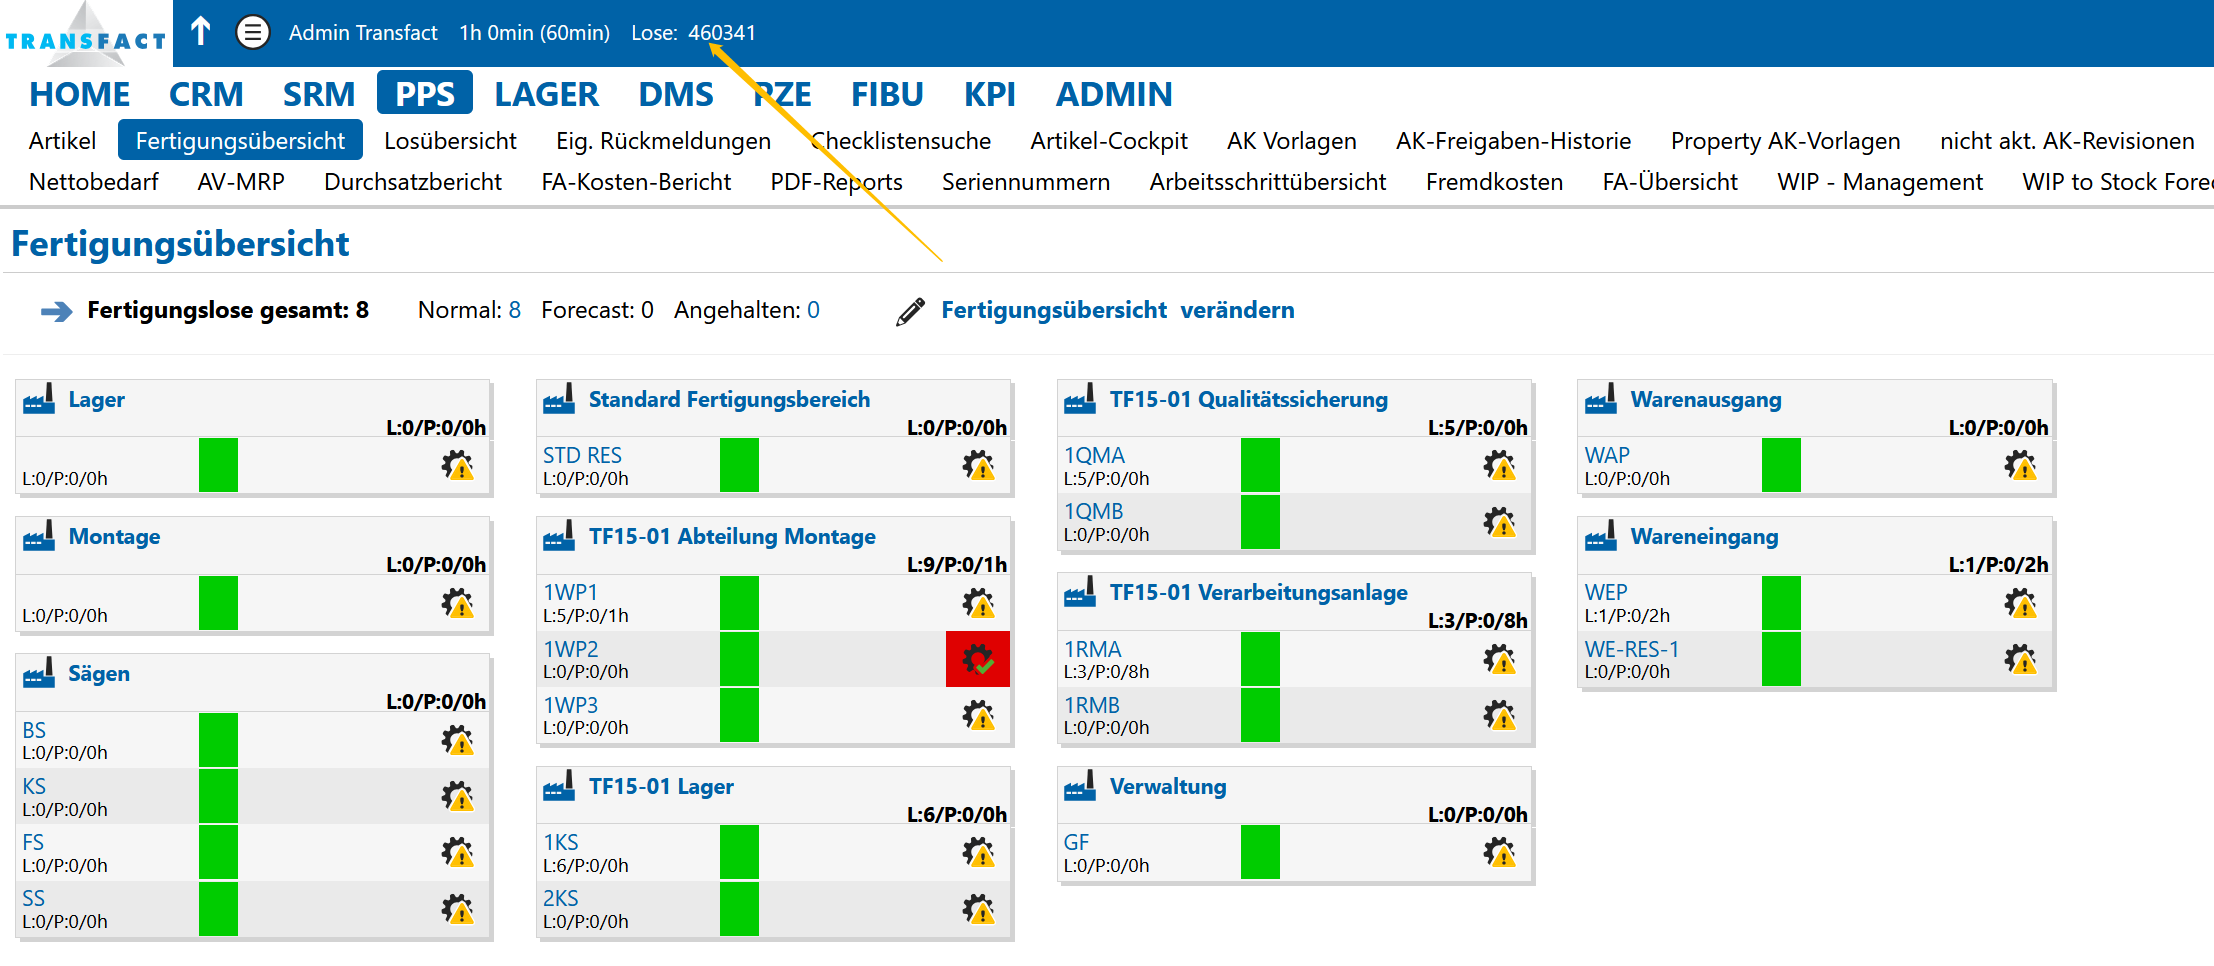 TRANSFACT
Admin Transfact 1h 0min (60min) Lose: 460341
HOME CRM SRM PPS LAGER DMS PZE FIBU KPI ADMIN
Artikel Fertigungsübersicht Losübersicht Eig. Rückmeldungen Checklistensuche Artikel-Cockpit AK Vorlagen AK-Freigaben-Historie Property AK-Vorlagen nicht akt. AK-Revisionen
Nettobedarf AV-MRP Durchsatzbericht FA-Kosten-Bericht PDF-Reports Seriennummern Arbeitsschrittübersicht Fremdkosten FA-Übersicht WIP - Management WIP to Stock Fore
Fertigungsübersicht
Fertigungslose gesamt: 8 Normal: 8 Forecast: 0 Angehalten: 0 Fertigungsübersicht verändern
Lager
L:0/P:0/0h
L:0/P:0/0h
Montage
L:0/P:0/0h
L:0/P:0/0h
Sägen
L:0/P:0/0h
BS
L:0/P:0/0h
KS
L:0/P:0/0h
FS
L:0/P:0/0h
SS
L:0/P:0/0h
Standard Fertigungsbereich
L:0/P:0/0h
STD RES
L:0/P:0/0h
TF15-01 Abteilung Montage
L:9/P:0/1h
1WP1
L:5/P:0/1h
1WP2
L:0/P:0/0h
1WP3
L:0/P:0/0h
TF15-01 Lager
L:6/P:0/0h
1KS
L:6/P:0/0h
2KS
L:0/P:0/0h
TF15-01 Qualitätssicherung
L:5/P:0/0h
1QMA
L:5/P:0/0h
1QMB
L:0/P:0/0h
TF15-01 Verarbeitungsanlage
L:3/P:0/8h
1RMA
L:3/P:0/8h
1RMB
L:0/P:0/0h
Verwaltung
L:0/P:0/0h
GF
L:0/P:0/0h
Warenausgang
L:0/P:0/0h
WAP
L:0/P:0/0h
Wareneingang
L:1/P:0/2h
WEP
L:1/P:0/2h
WE-RES-1
L:0/P:0/0h